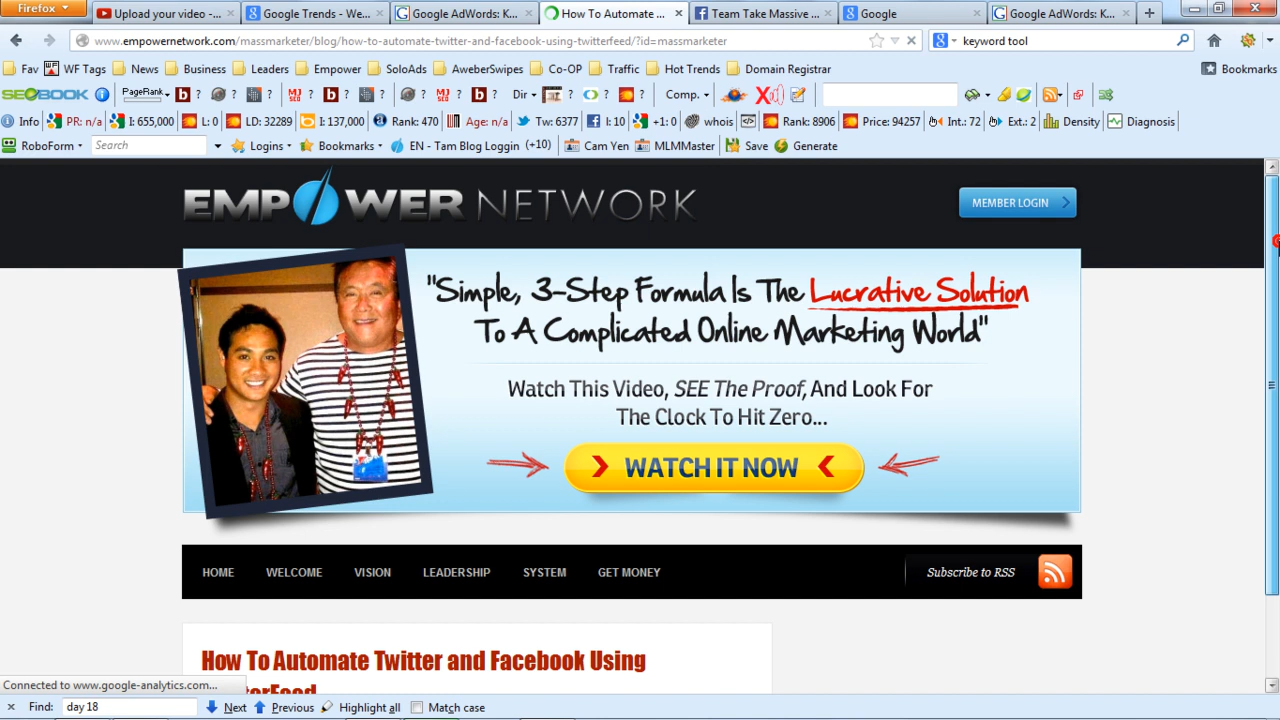 Firefox
Upload your video -...
Google Trends - We...
Google AdWords: K...
How To Automate ...
Team Take Massive ...
Google
Google AdWords: K...
www.empowernetwork.com/massmarketer/blog/how-to-automate-twitter-and-facebook-using-twitterfeed/?id=massmarketer
keyword tool
Fav WF Tags News Business Leaders Empower SoloAds AweberSwipes Co-OP Traffic Hot Trends Domain Registrar Bookmarks
SEOBOOK PageRank ? ? ? ? ? ? ? ? Dir ? ? ? Comp.
Info PR: n/a I: 655,000 L: 0 LD: 32289 I: 137,000 Rank: 470 Age: n/a Tw: 6377 I: 10 +1: 0 whois Rank: 3906 Price: 94257 Int.: 72 Ext.: 2 Density Diagnosis
RoboForm Search Logins Bookmarks EN - Tam Blog Loggin (+10) Cam Yen MLMMaster Save Generate
EMPOWER NETWORK
MEMBER LOGIN
"Simple, 3-Step Formula Is The Lucrative Solution
To A Complicated Online Marketing World"
Watch This Video, SEE The Proof, And Look For
The Clock To Hit Zero...
WATCH IT NOW
HOME WELCOME VISION LEADERSHIP SYSTEM GET MONEY Subscribe to RSS
How To Automate Twitter and Facebook Using
Connected to www.google-analytics.com...
Find: day 18 Next Previous Highlight all Match case